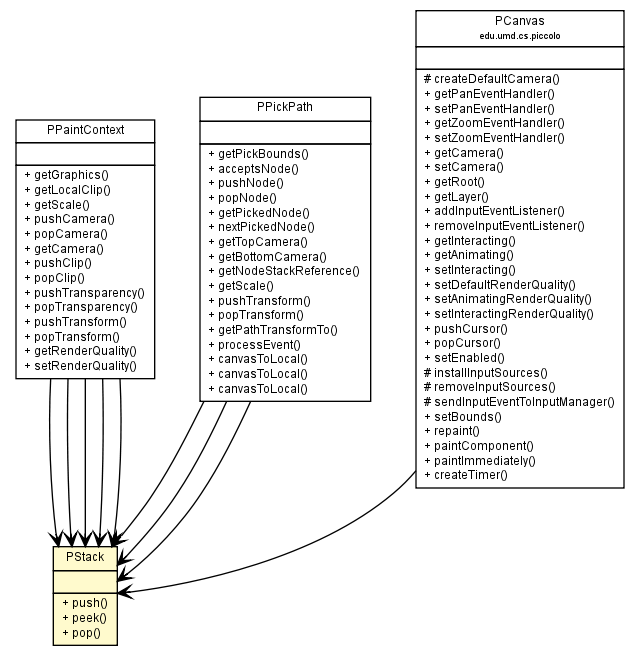 PCanvas
edu.umd.cs.piccolo
# createDefaultCamera()
+ getPanEventHandler()
+ setPanEventHandler()
+ getZoomEventHandler()
+ setZoomEventHandler()
+ getCamera()
+ setCamera()
+ getRoot()
+ getLayer()
+ addInputEventListener()
+ removeInputEventListener()
+ getInteracting()
+ getAnimating()
+ setInteracting()
+ setDefaultRenderQuality()
+ setAnimatingRenderQuality()
+ setInteractingRenderQuality()
+ pushCursor()
+ popCursor()
+ setEnabled()
# installInputSources()
# removeInputSources()
# sendInputEventToInputManager()
+ setBounds()
+ repaint()
+ paintComponent()
+ paintImmediately()
+ createTimer()
PPickPath
+ getPickBounds()
+ acceptsNode()
+ pushNode()
+ popNode()
+ getPickedNode()
+ nextPickedNode()
+ getTopCamera()
+ getBottomCamera()
+ getNodeStackReference()
+ getScale()
+ pushTransform()
+ popTransform()
+ getPathTransformTo()
+ processEvent()
+ canvasToLocal()
+ canvasToLocal()
+ canvasToLocal()
PPaintContext
+ getGraphics()
+ getLocalClip()
+ getScale()
+ pushCamera()
+ popCamera()
+ getCamera()
+ pushClip()
+ popClip()
+ pushTransparency()
+ popTransparency()
+ pushTransform()
+ popTransform()
+ getRenderQuality()
+ setRenderQuality()
PStack
+ push()
+ peek()
+ pop()